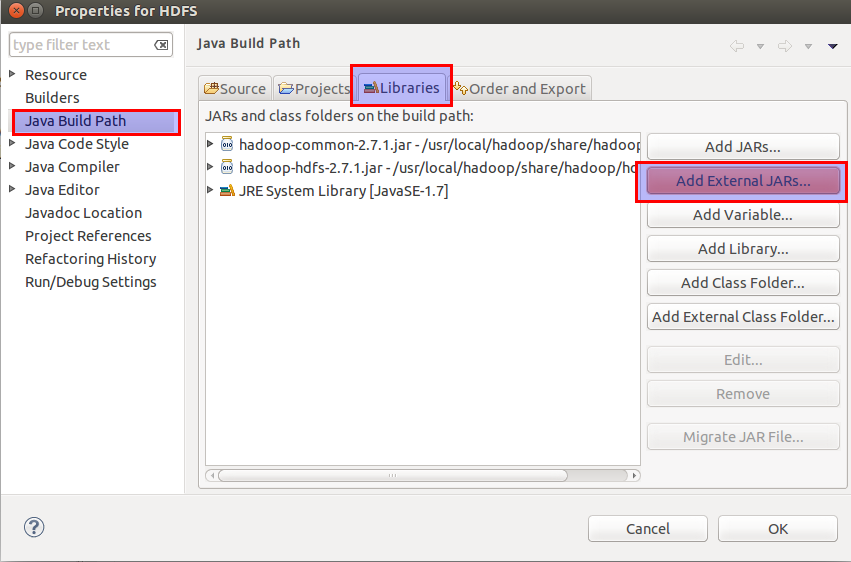 Properties for HDFS
type filter text
Java Build Path
Resource
Builders
Java Build Path
Java Code Style
Java Compiler
Java Editor
Javadoc Location
Project References
Refactoring History
Run/Debug Settings
Source Projects Libraries Order and Export
JARs and class folders on the build path:
hadoop-common-2.7.1.jar - /usr/local/hadoop/share/hadoop
hadoop-hdfs-2.7.1.jar - /usr/local/hadoop/share/hadoop/hd
JRE System Library [JavaSE-1.7]
Add JARs...
Add External JARs...
Add Variable...
Add Library...
Add Class Folder...
Add External Class Folder...
Edit...
Remove
Migrate JAR File...
?
Cancel OK